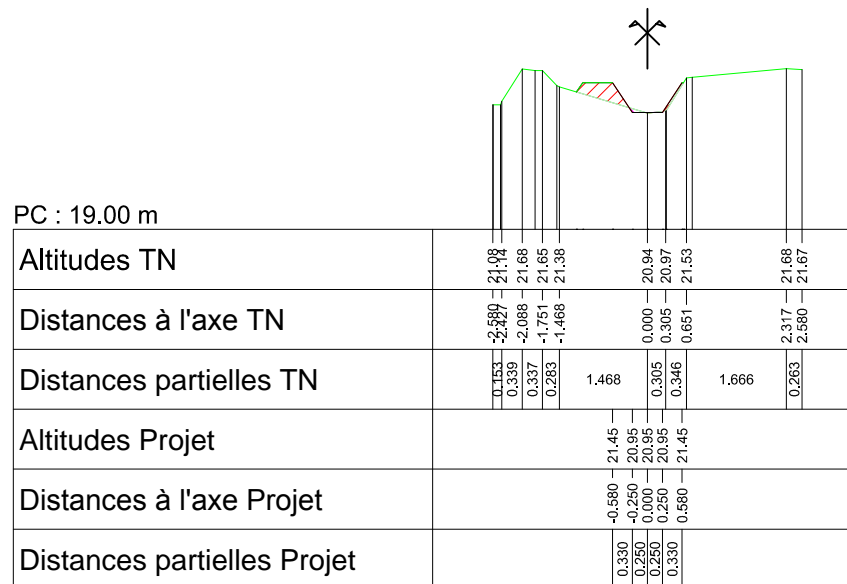 PC : 19.00 m
Altitudes TN 21.08 21.14 21.68 21.65 21.38 20.94 20.97 21.53 21.68 21.67
Distances à l'axe TN -2.580 -2.427 -2.088 -1.751 -1.468 0.000 0.305 0.651 2.317 2.580
Distances partielles TN 0.153 0.339 0.337 0.283 1.468 0.305 0.346 1.666 0.263
Altitudes Projet 21.45 20.95 20.95 20.95 21.45
Distances à l'axe Projet -0.580 -0.250 0.000 0.250 0.580
Distances partielles Projet 0.330 0.250 0.250 0.330